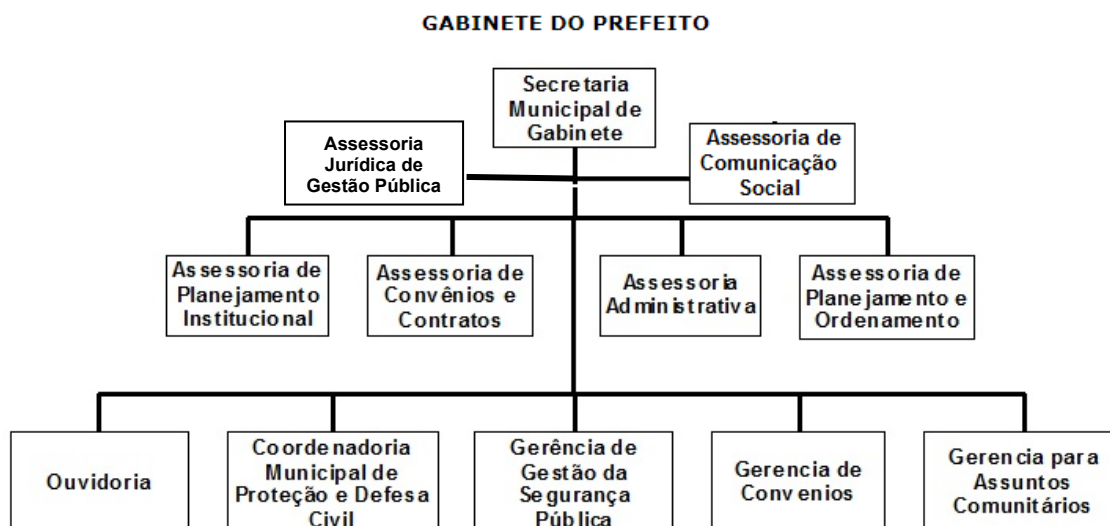 GABINETE DO PREFEITO
Secretaria
Municipal de
Gabinete
Assessoria
Jurídica de
Gestão Pública
Assessoria de
Comunicação
Social
Assessoria de
Planejamento
Institucional
Assessoria de
Convênios e
Contratos
Assessoria
Administrativa
Assessoria de
Planejamento e
Ordenamento
Ouvidoria
Coordenadoria
Municipal de
Proteção e Defesa
Civil
Gerência de
Gestão da
Segurança
Pública
Gerencia de
Convenios
Gerencia para
Assuntos
Comunitários